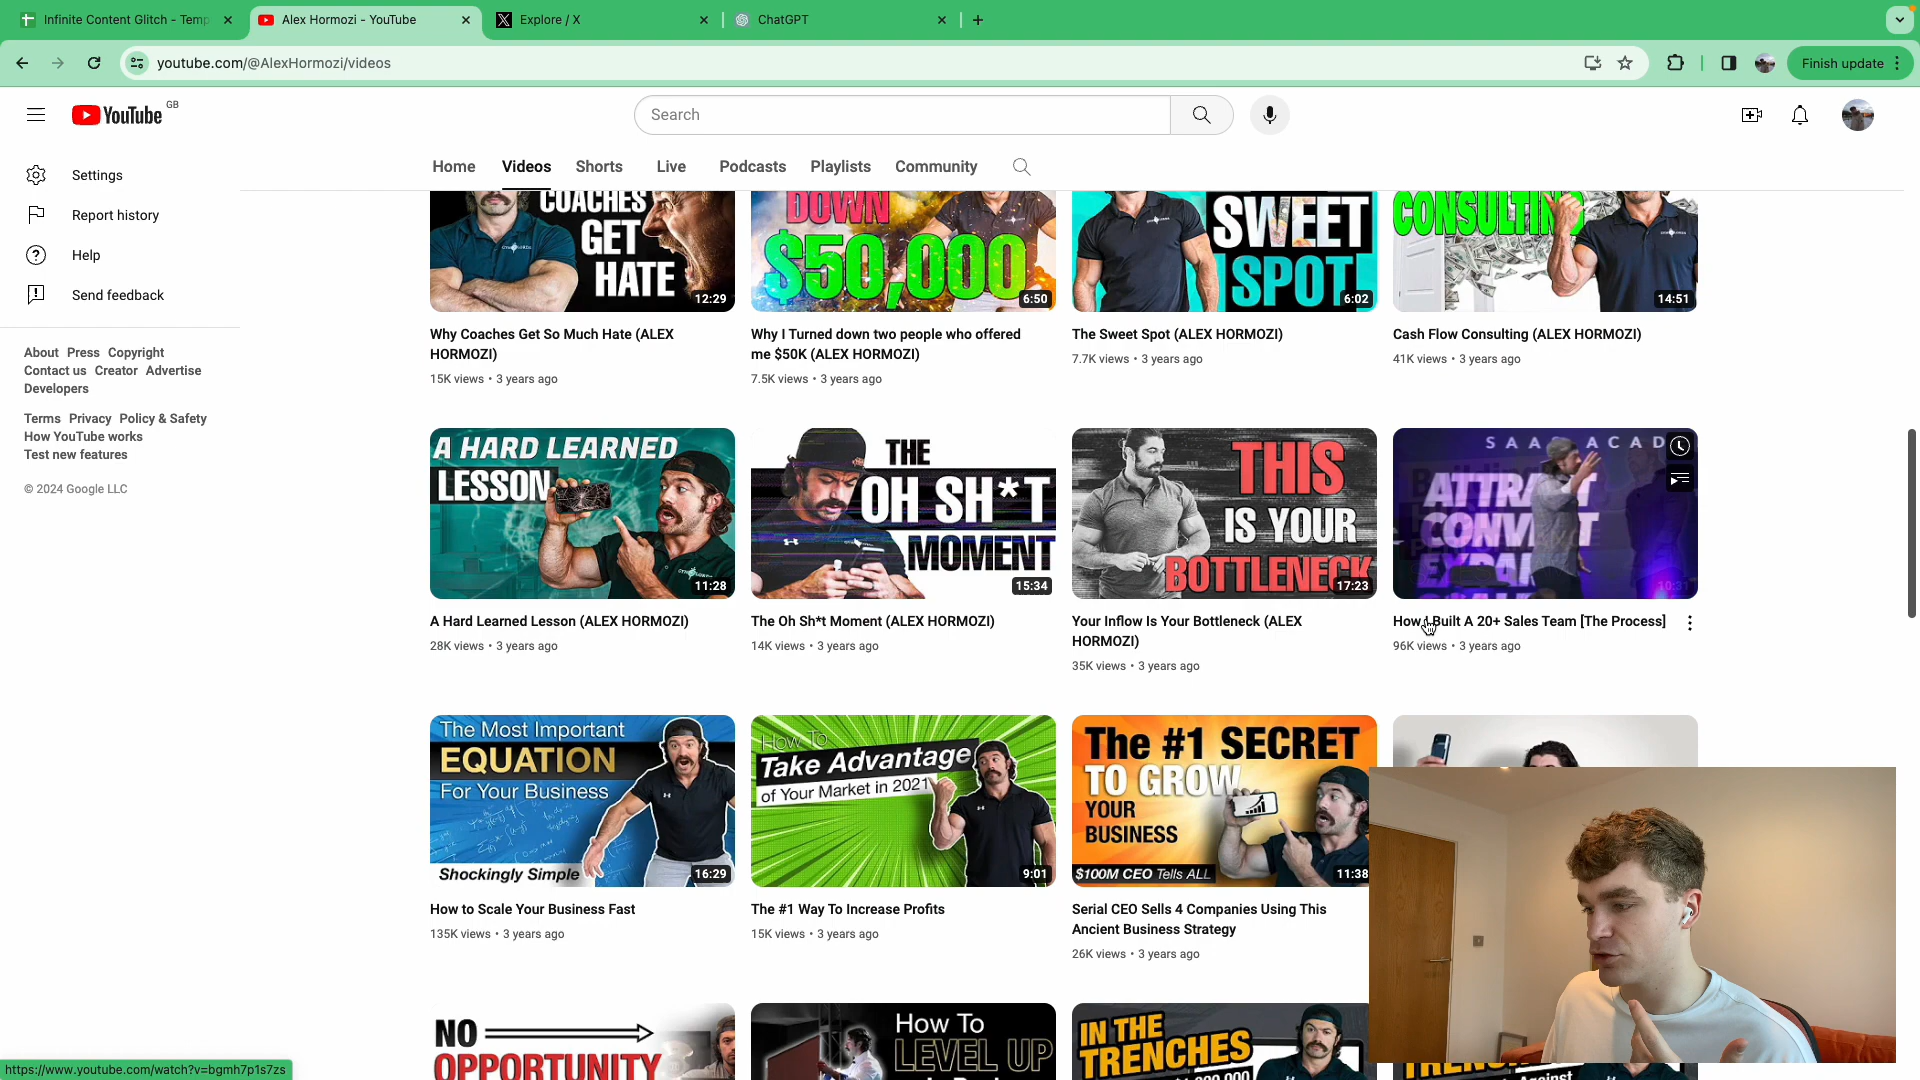 Infinite Content Glitch - Temp
Alex Hormozi - YouTube
Explore / X
ChatGPT
youtube.com/@AlexHormozi/videos
Finish update
YouTube GB
Search
Settings
Report history
Help
Send feedback
About Press Copyright
Contact us Creator Advertise
Developers
Terms Privacy Policy & Safety
How YouTube works
Test new features
© 2024 Google LLC
Home Videos Shorts Live Podcasts Playlists Community
COACHES
GET
HATE
12:29
DOWN
$50,000
6:50
SWEET
SPOT
6:02
CONSULTING
14:51
Why Coaches Get So Much Hate (ALEX
HORMOZI)
15K views • 3 years ago
Why I Turned down two people who offered
me $50K (ALEX HORMOZI)
7.5K views • 3 years ago
The Sweet Spot (ALEX HORMOZI)
7.7K views • 3 years ago
Cash Flow Consulting (ALEX HORMOZI)
41K views • 3 years ago
A HARD LEARNED
LESSON
11:28
THE
OH SH*T
MOMENT
15:34
THIS
IS YOUR
BOTTLENECK
17:23
SAAS ACAD
ATTRACT
CONVERT
10:31
A Hard Learned Lesson (ALEX HORMOZI)
28K views • 3 years ago
The Oh Sh*t Moment (ALEX HORMOZI)
14K views • 3 years ago
Your Inflow Is Your Bottleneck (ALEX
HORMOZI)
35K views • 3 years ago
How I Built A 20+ Sales Team [The Process]
96K views • 3 years ago
The Most Important
EQUATION
For Your Business
Shockingly Simple
16:29
How To
Take Advantage
of Your Market in 2021
9:01
The #1 SECRET
TO GROW
YOUR
BUSINESS
$100M CEO Tells ALL
11:38
How to Scale Your Business Fast
135K views • 3 years ago
The #1 Way To Increase Profits
15K views • 3 years ago
Serial CEO Sells 4 Companies Using This
Ancient Business Strategy
26K views • 3 years ago
NO
OPPORTUNITY
How To
LEVEL UP
IN THE
TRENCHES
https://www.youtube.com/watch?v=bgmh7p1s7zs